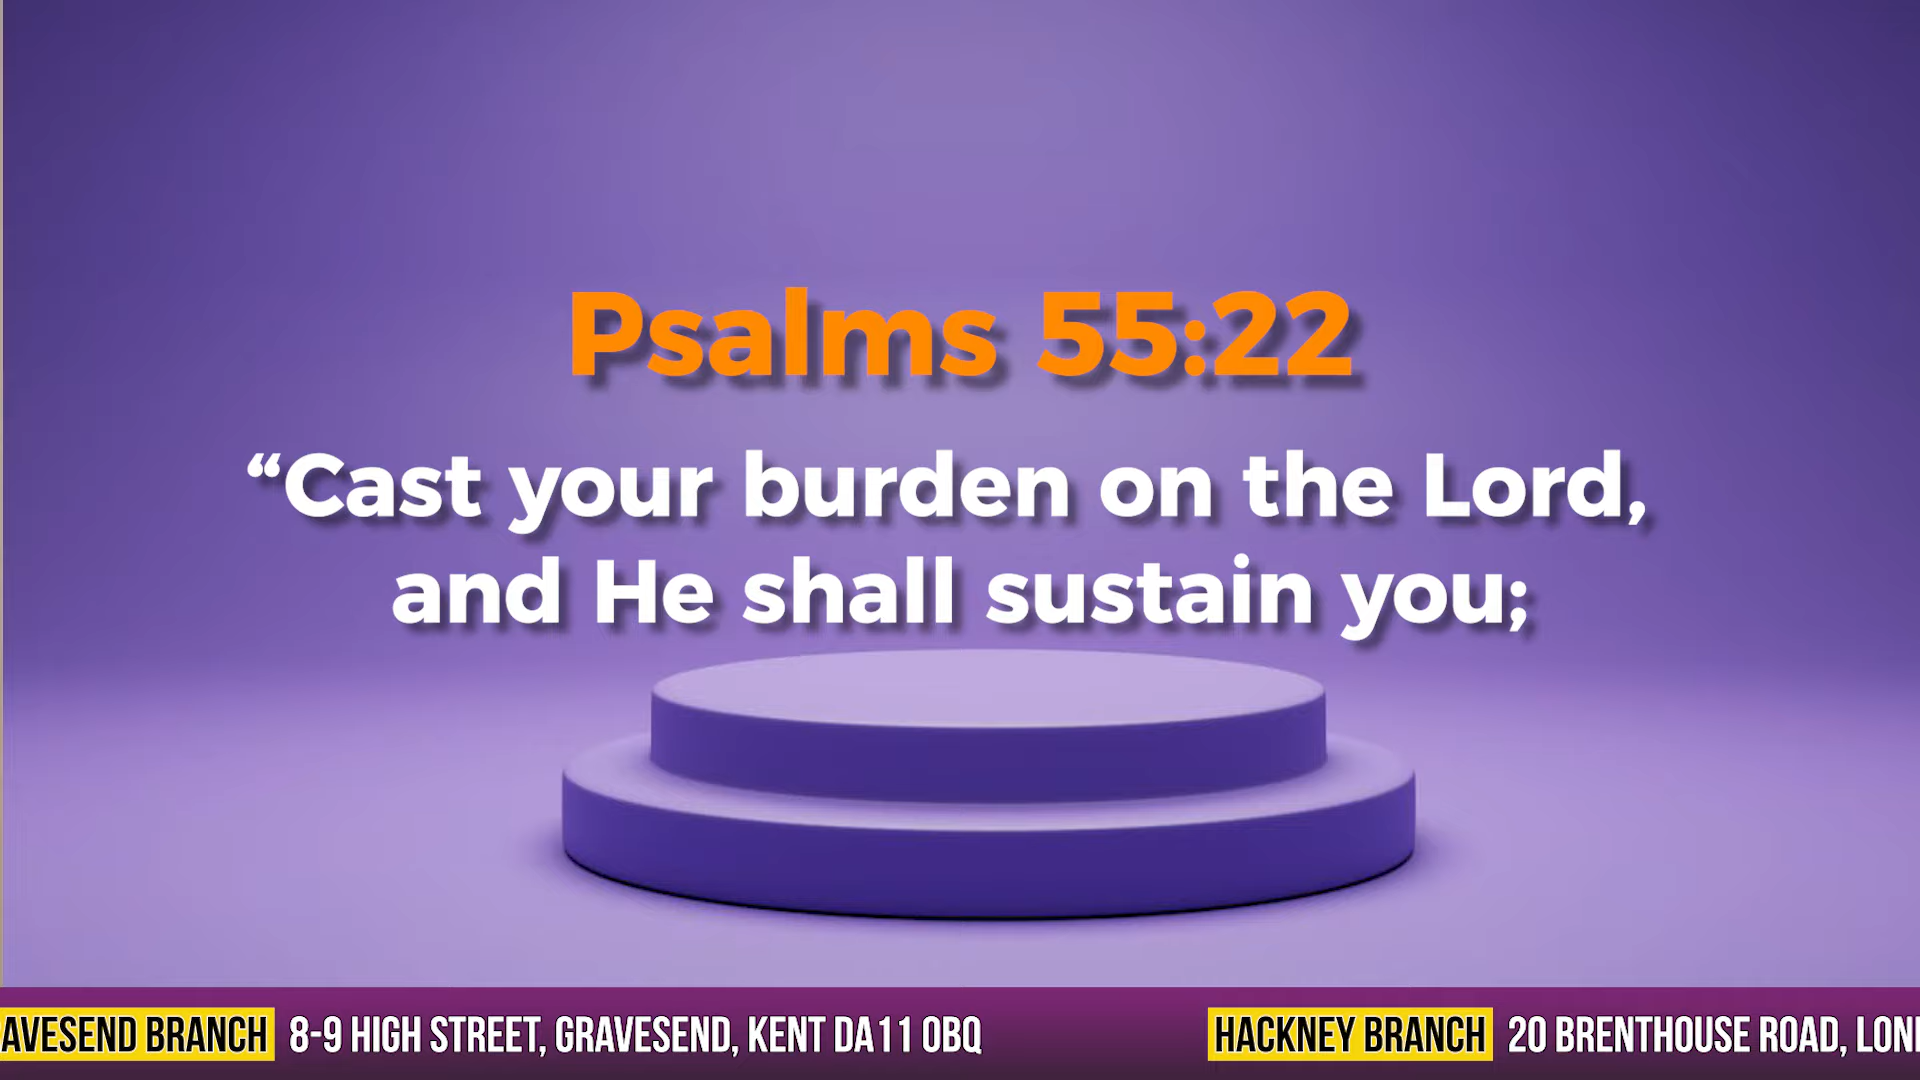 Psalms 55:22
“Cast your burden on the Lord,
and He shall sustain you;
AVESEND BRANCH 8-9 HIGH STREET, GRAVESEND, KENT DA11 0BQ HACKNEY BRANCH 20 BRENTHOUSE ROAD,